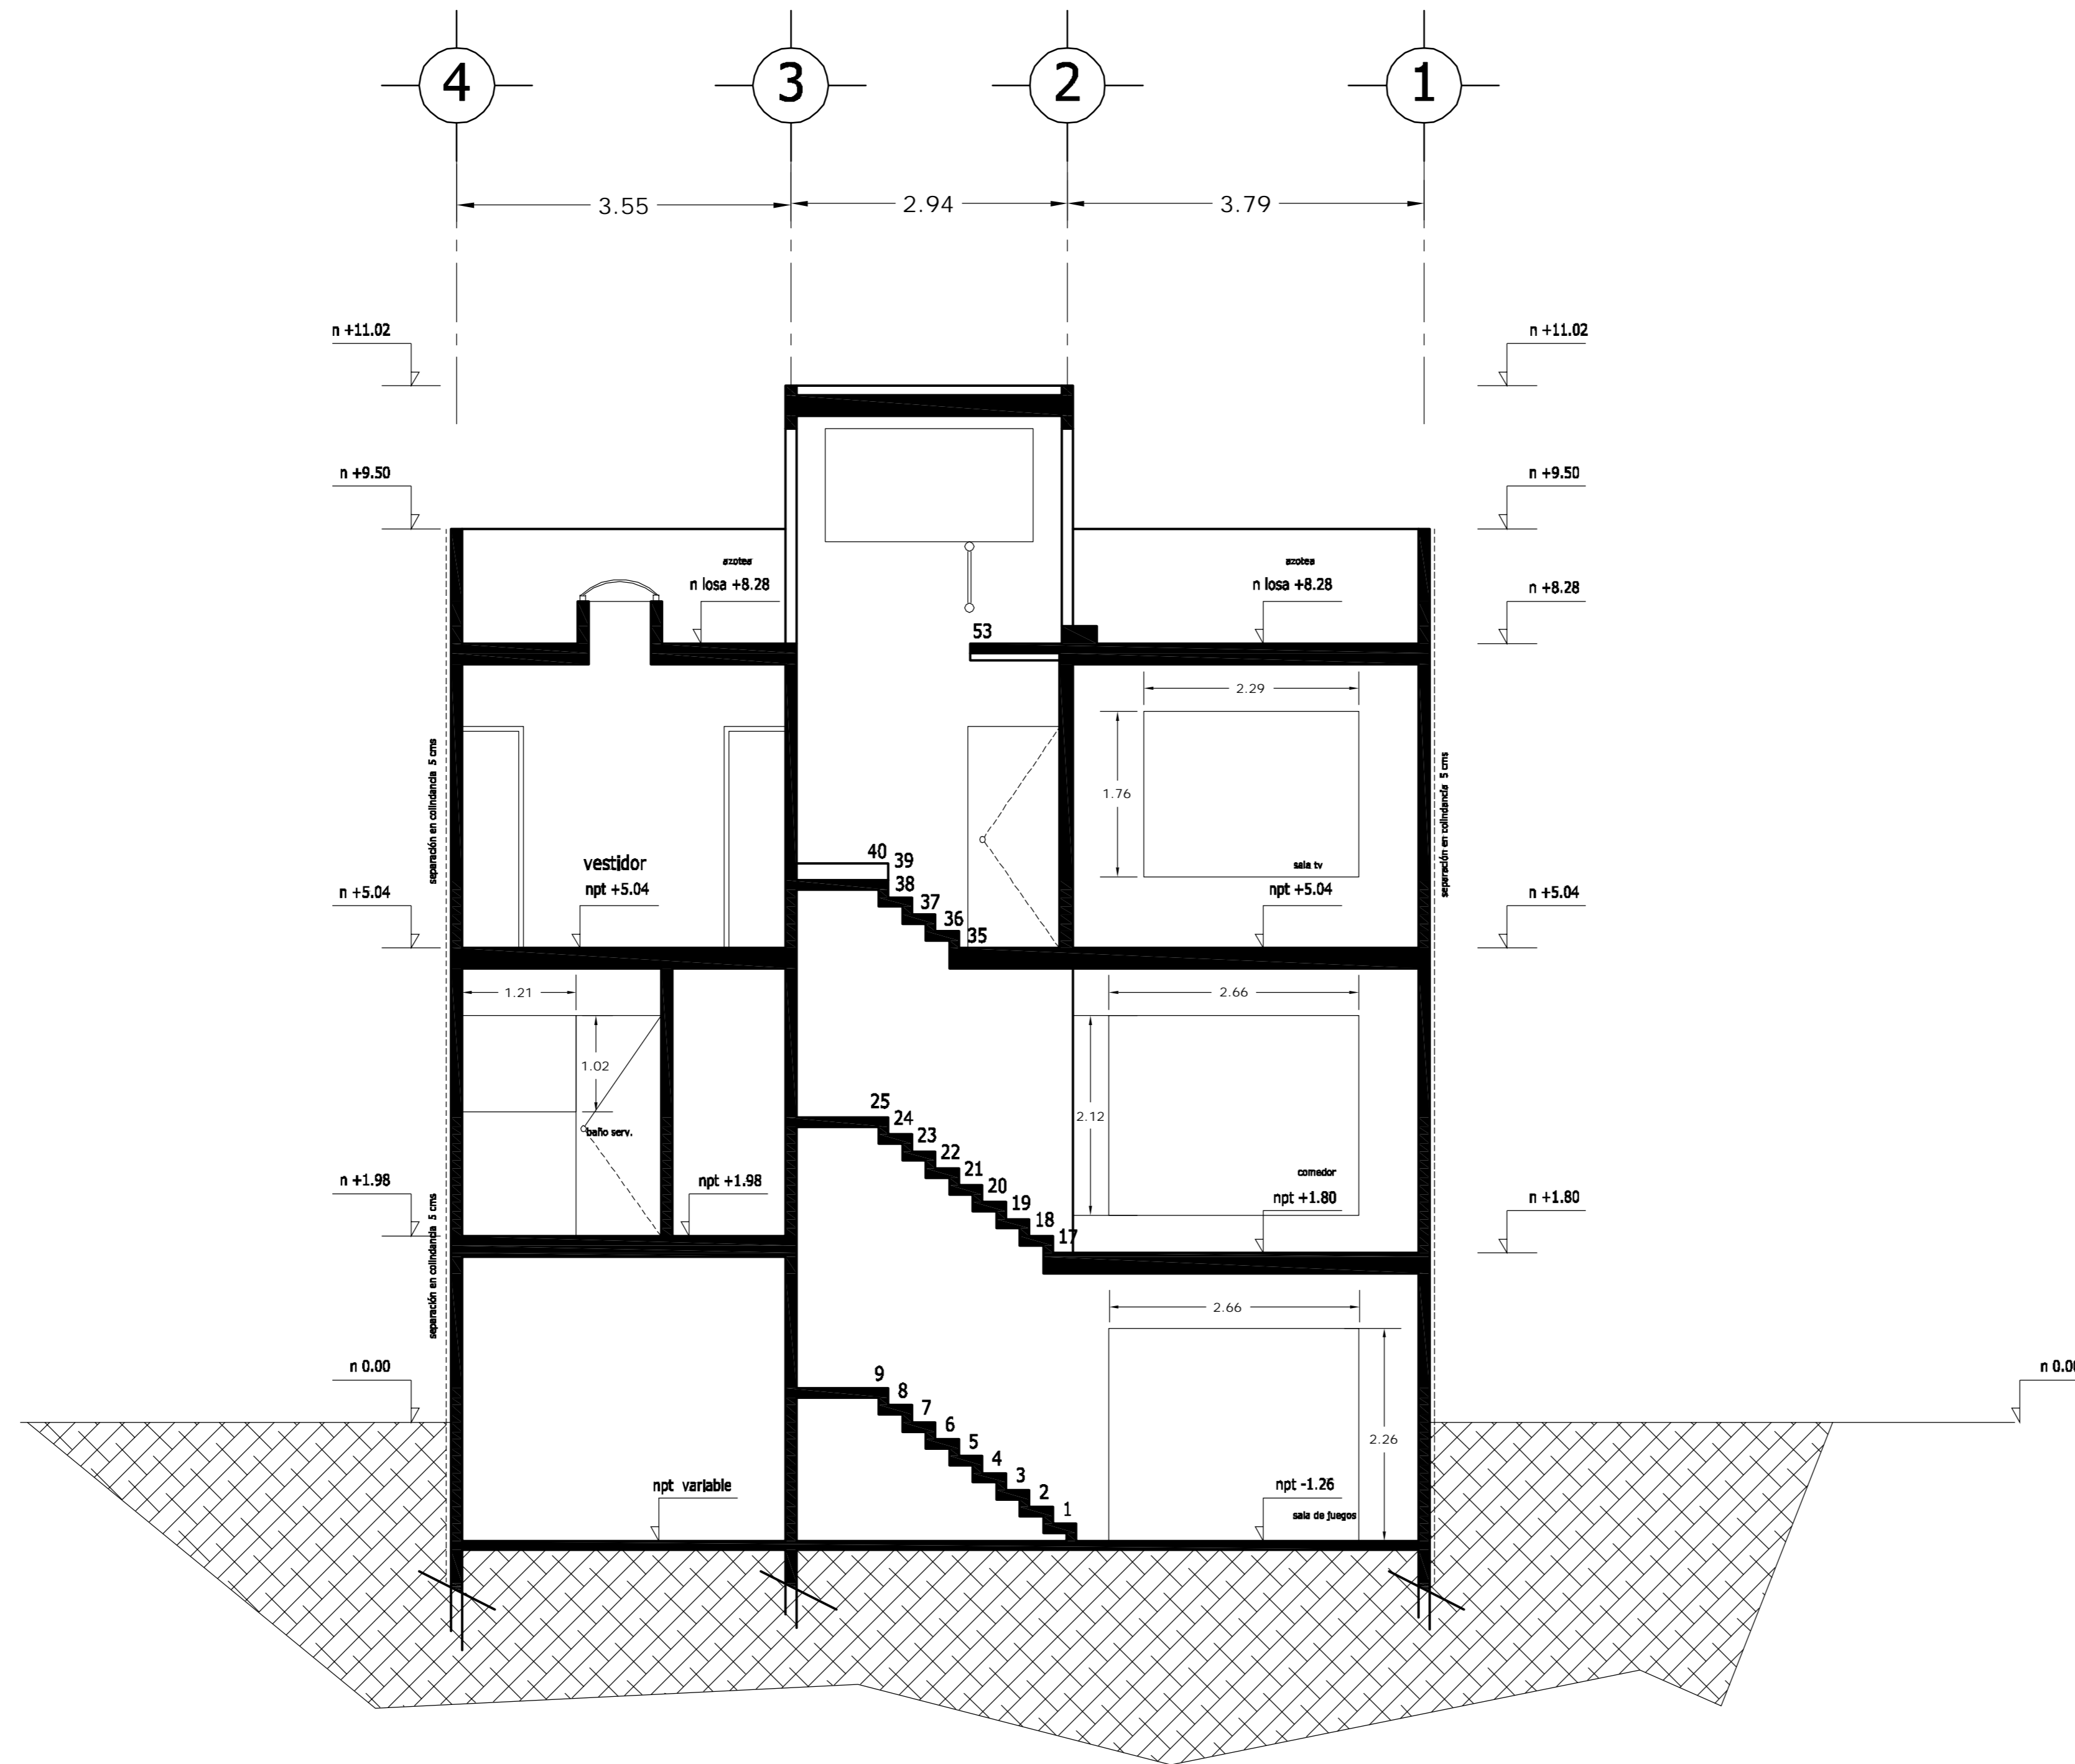 4 3 2 1
3.55 2.94 3.79
n +11.02 n +11.02
n +9.50 n +9.50
azotea azotea
n losa +8.28 n losa +8.28 n +8.28
53
2.29
1.76
separación en colindancia 5 cms
separación en colindancia 5 cms
vestidor
npt +5.04
40
39
38
37
36
35
sala tv
npt +5.04
n +5.04 n +5.04
1.21 2.66
1.02
2.12
baño serv.
25
24
23
22
21
20
19
18
17
comedor
npt +1.80
n +1.98 npt +1.98 n +1.80
separación en colindancia 5 cms
2.66
2.26
n 0.00 n 0.00
9
8
7
6
5
4
3
2
1
npt variable npt -1.26
sala de juegos